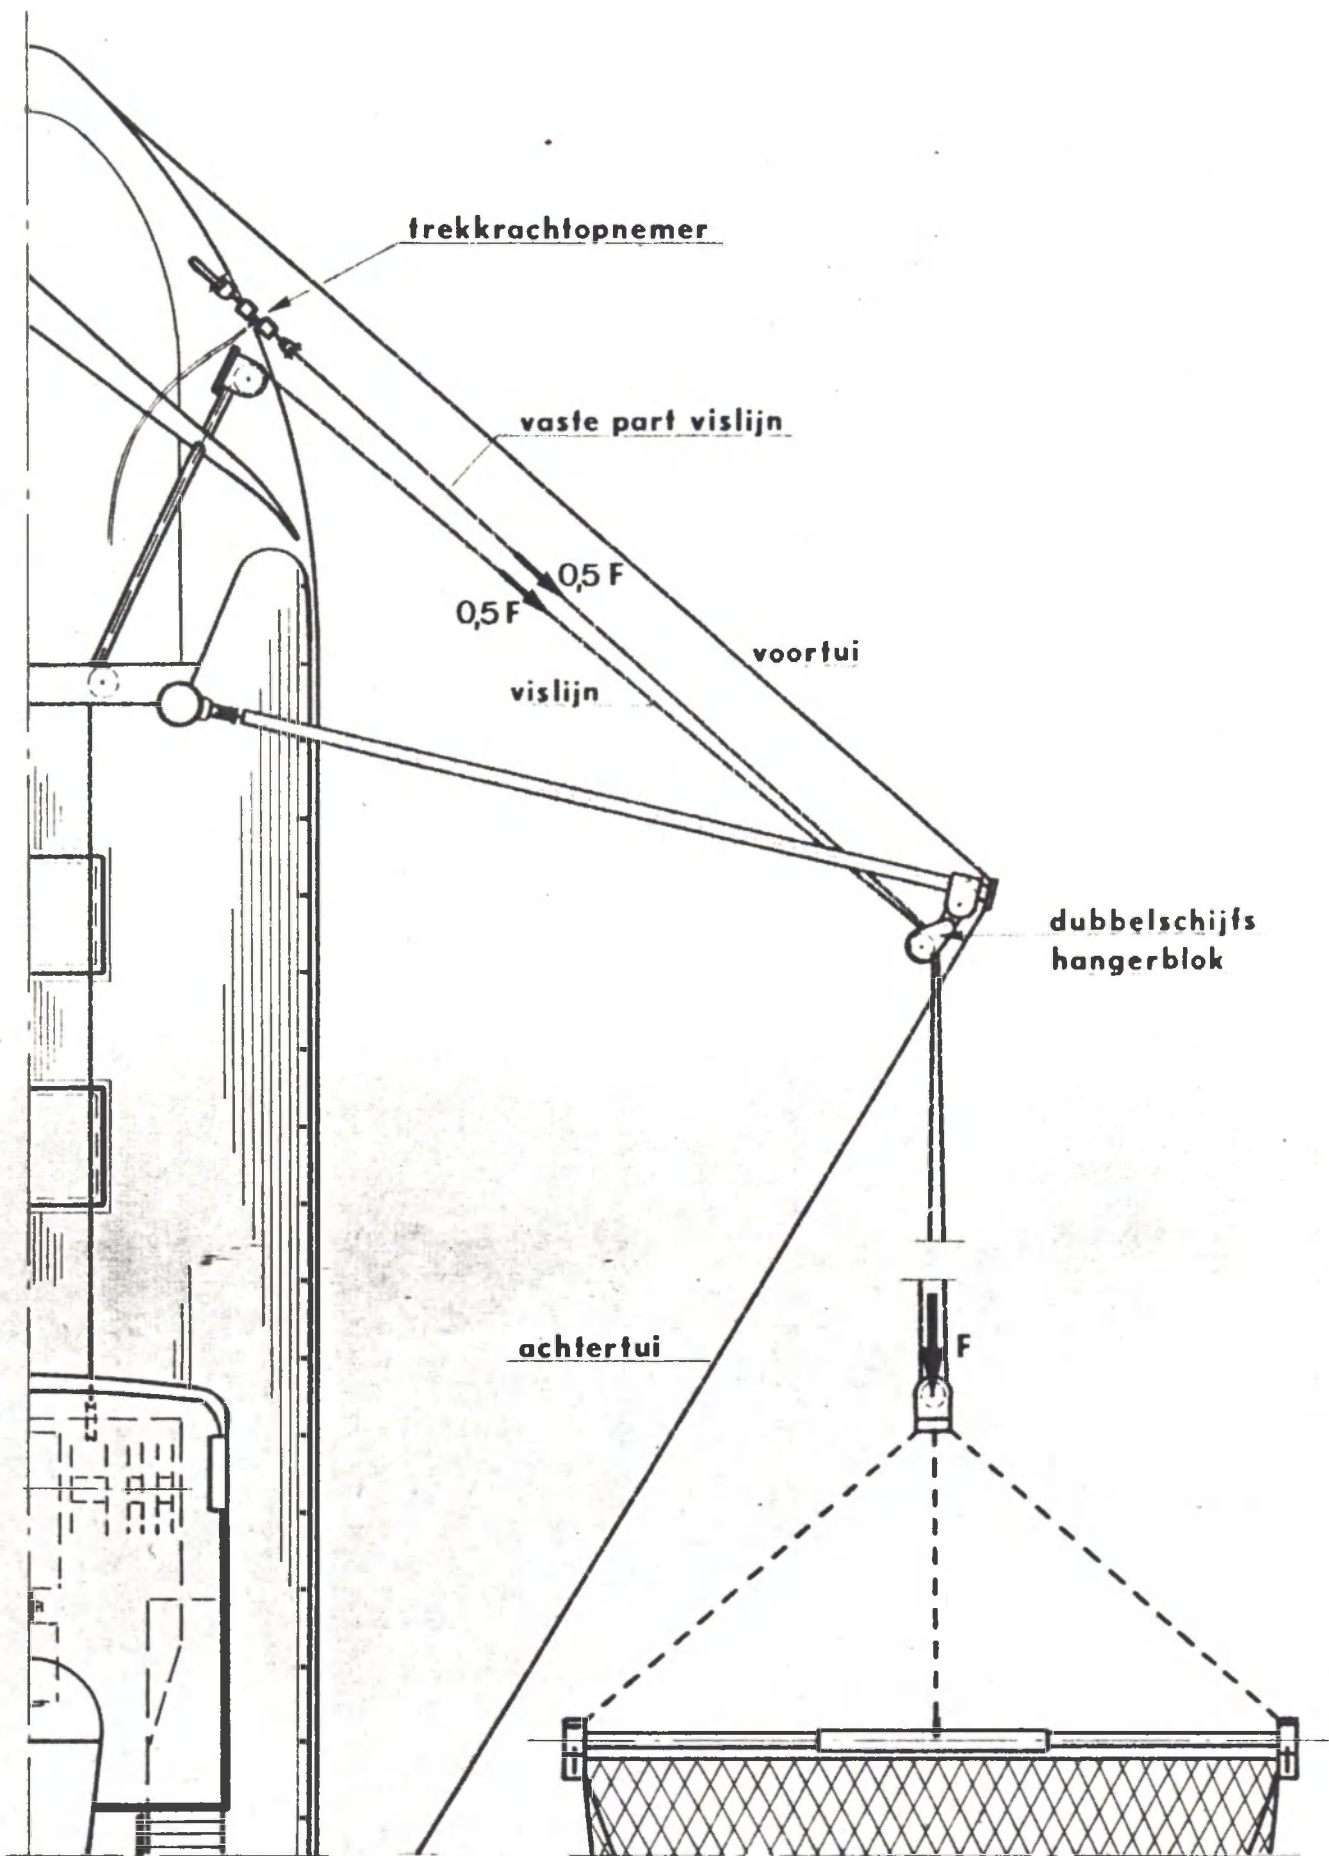 trekkrachtopnemer
vaste part vislijn
0,5 F
0,5 F
voortui
vislijn
dubbelschijfs
hangerblok
achtertui
F